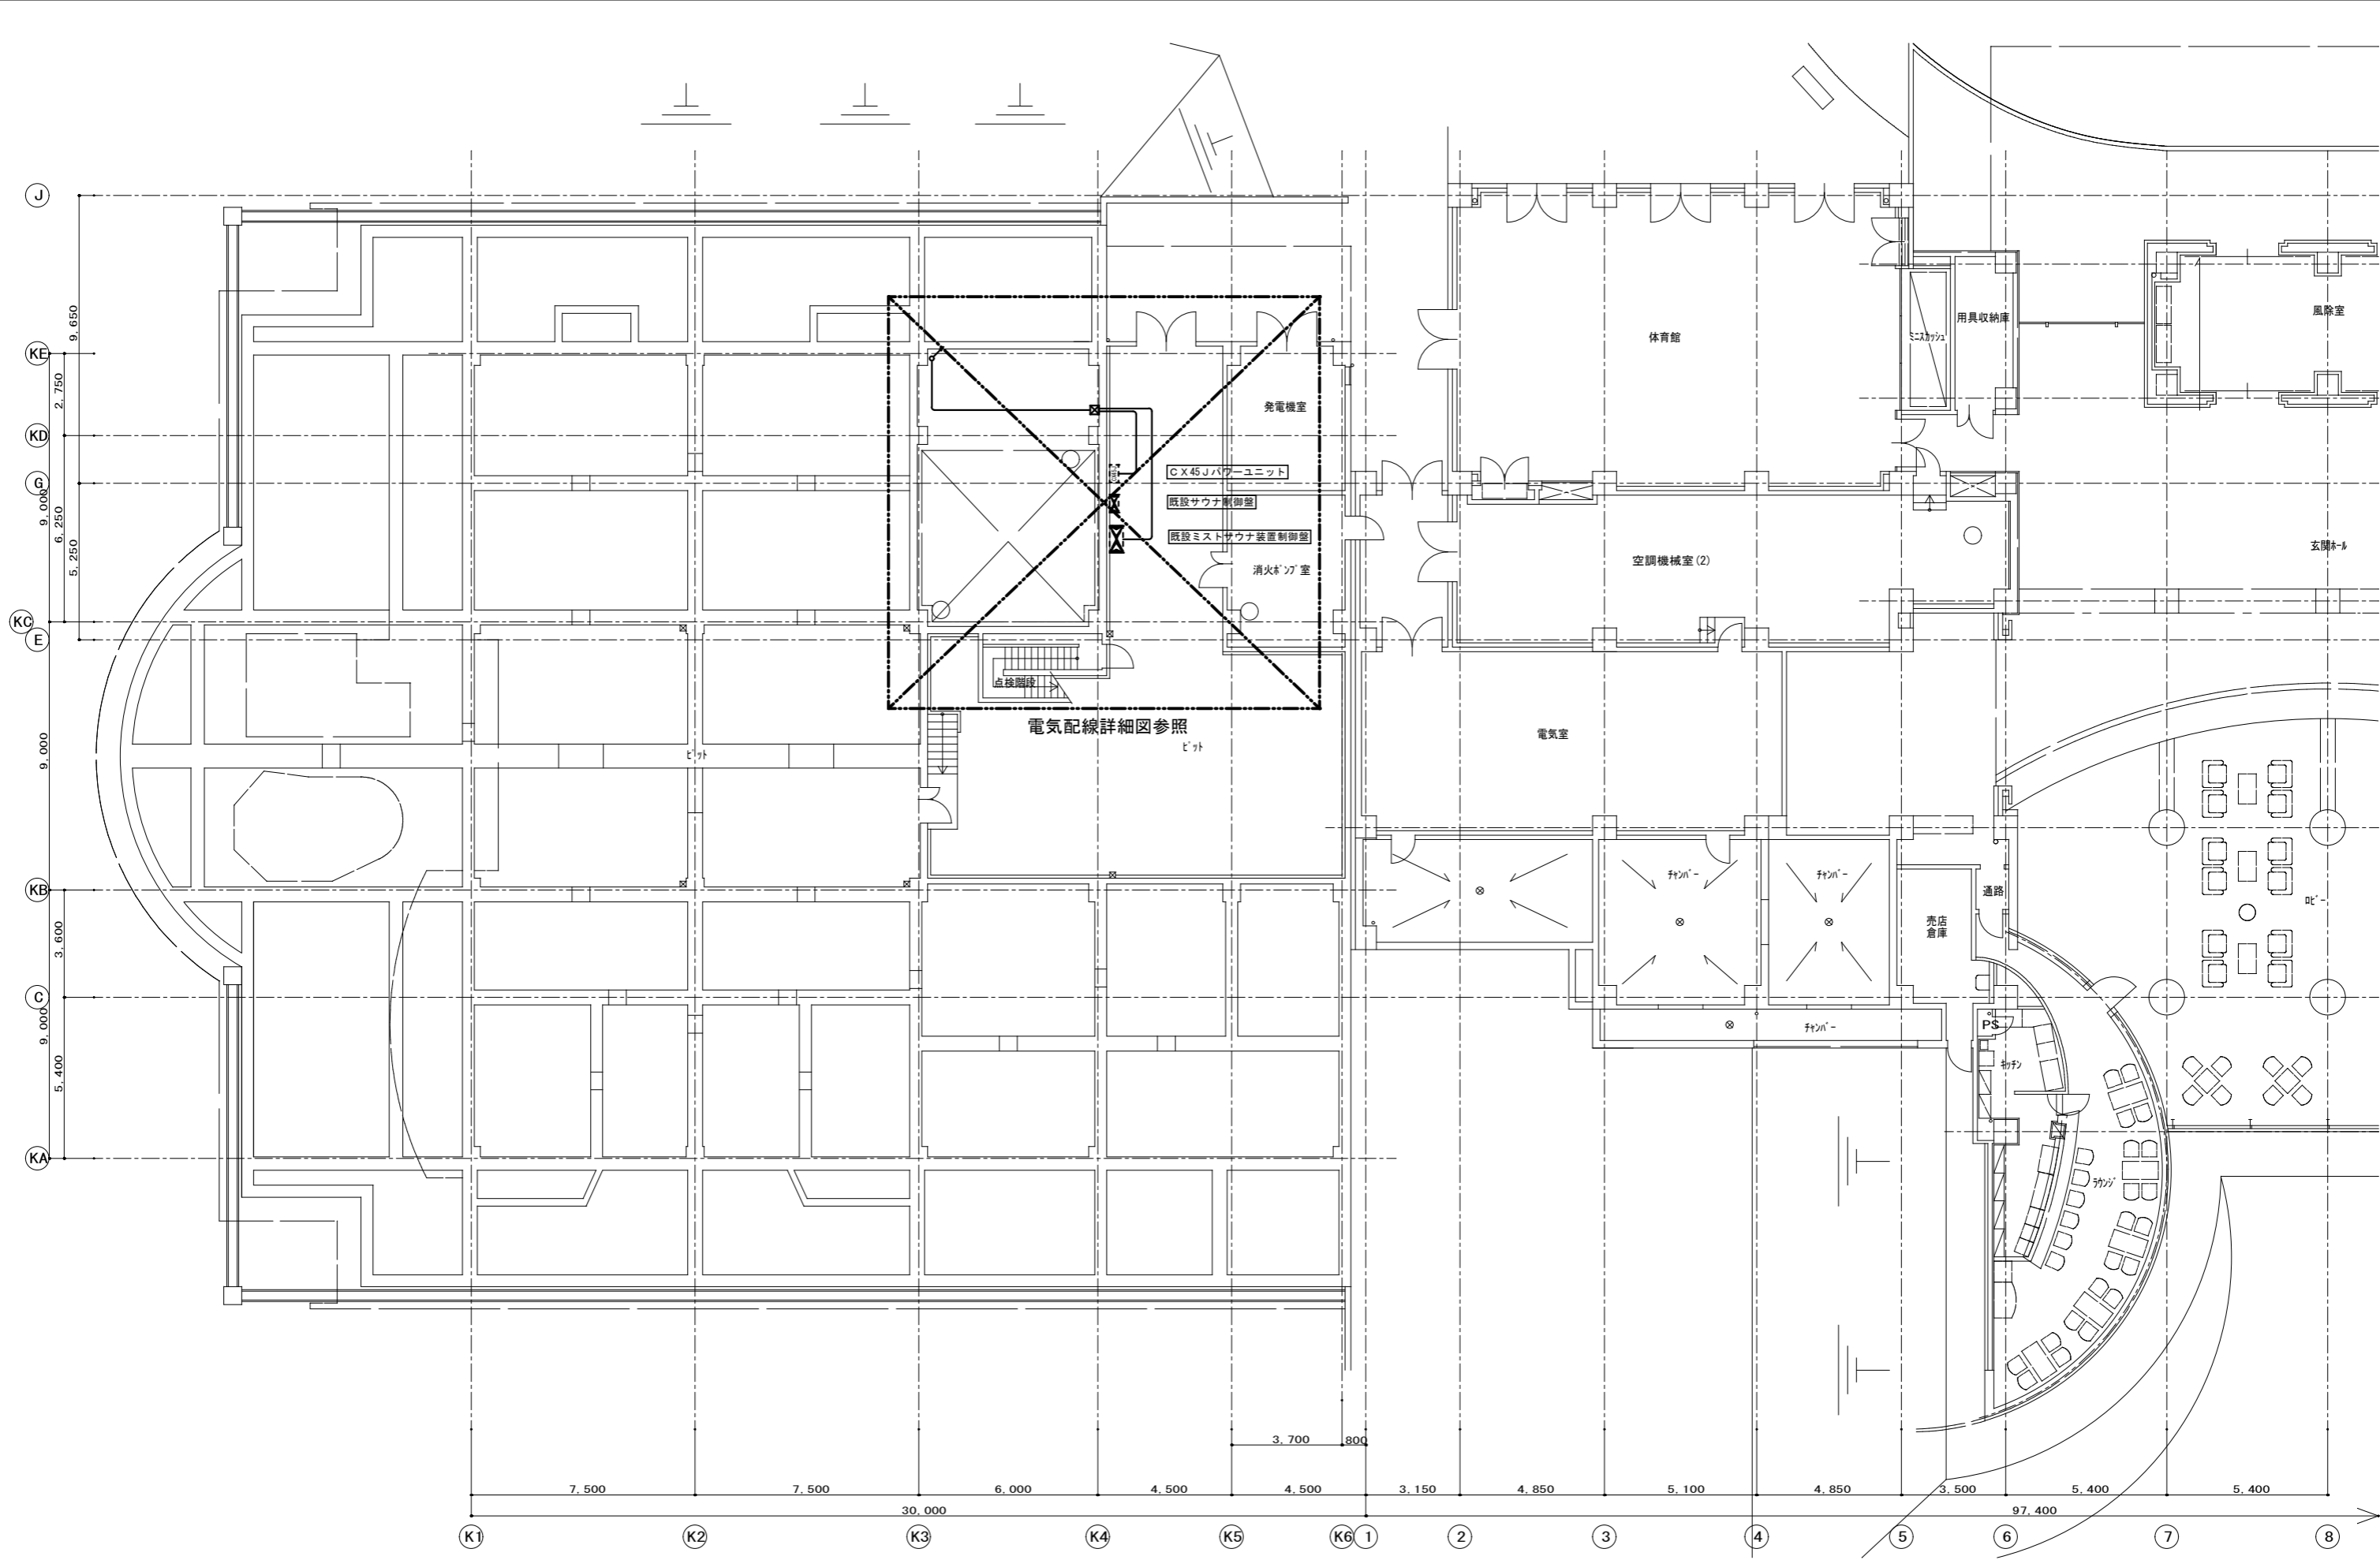 J
9,650
KE
2,750
KD
G
9,000
6,250
5,250
KC
E
9,000
KB
3,600
C
9,000
5,400
KA
体育館
ミニスカッシュ
用具収納庫
風除室
発電機室
CX45Jパワーユニット
既設サウナ制御盤
既設ミストサウナ装置制御盤
消火ポンプ室
空調機械室(2)
玄関ホール
点検階段
電気配線詳細図参照
ピット
ピット
電気室
チャンバー
チャンバー
通路
売店
倉庫
ロビー
チャンバー
PS
キッチン
ラウンジ
3,700
800
7,500
7,500
6,000
4,500
4,500
3,150
4,850
5,100
4,850
3,500
5,400
5,400
30,000
97,400
K1
K2
K3
K4
K5
K6
1
2
3
4
5
6
7
8